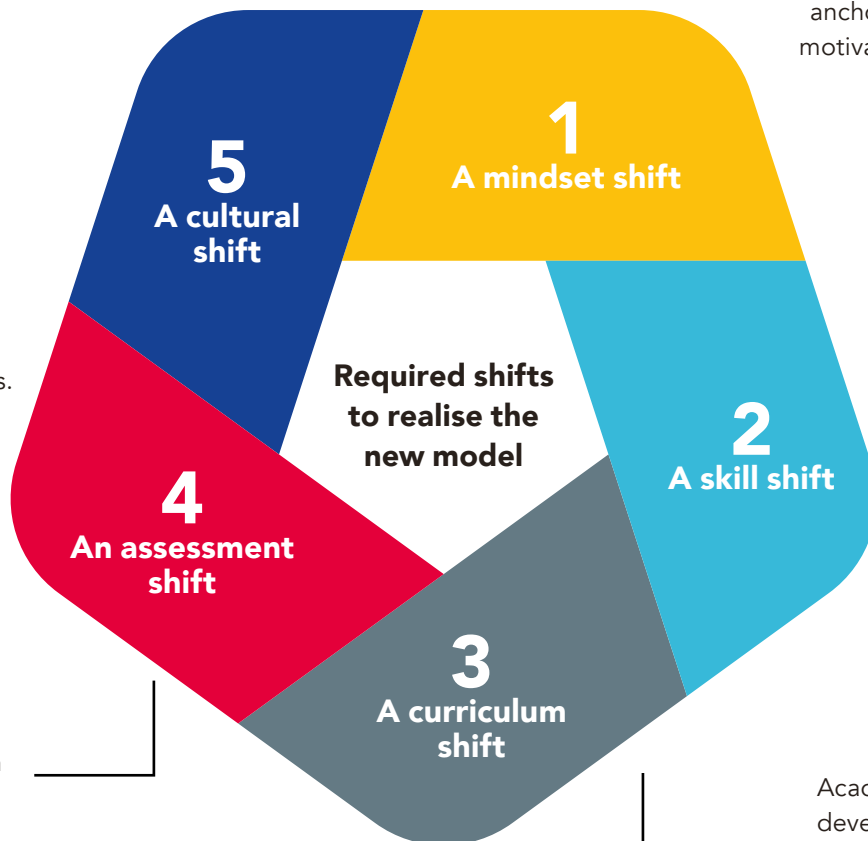 1
A mindset shift
2
A skill shift
3
A curriculum
shift
4
An assessment
shift
5
A cultural
shift
Required shifts
to realise the
new model